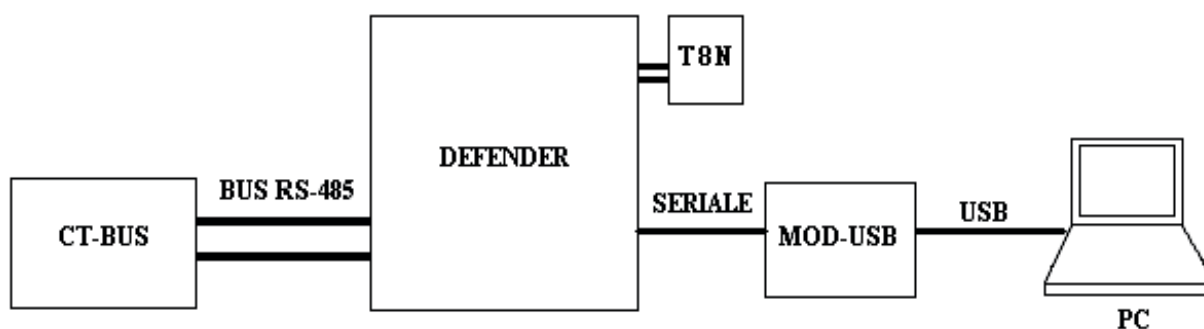 T8N
DEFENDER
BUS RS-485
SERIALE
USB
CT-BUS
MOD-USB
PC